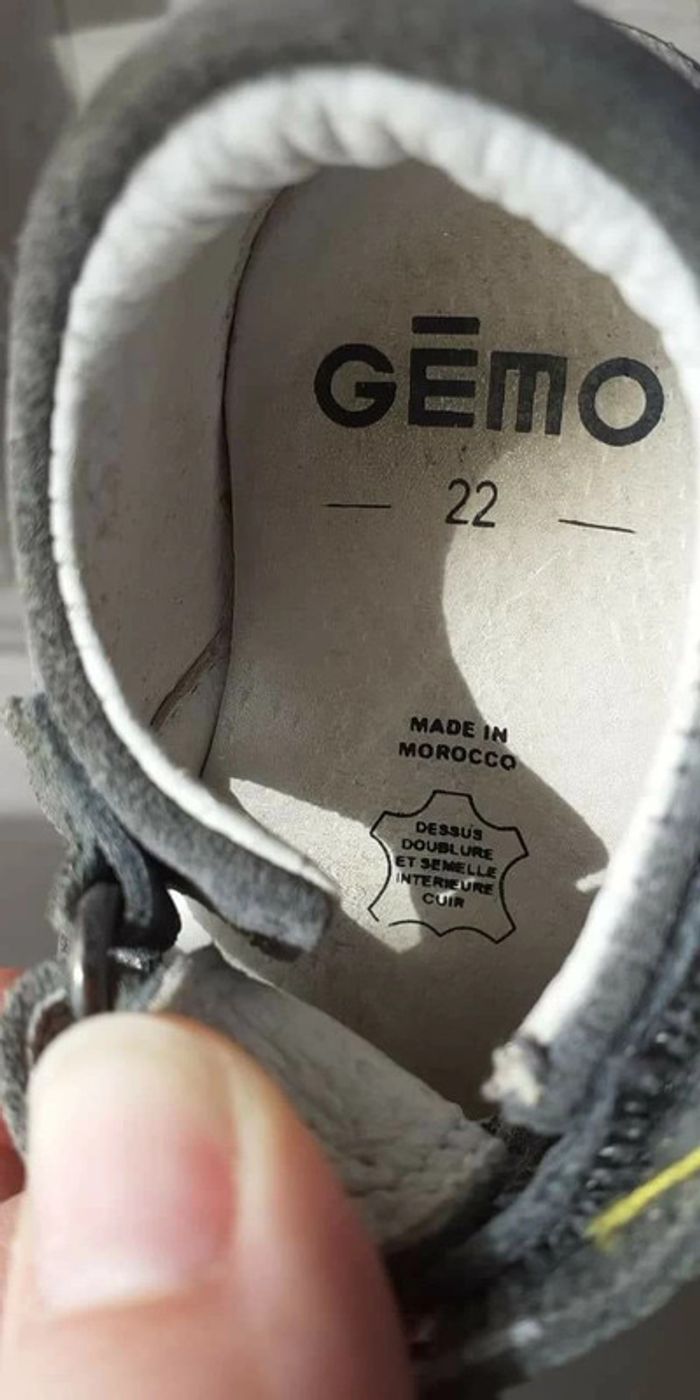 GĒMO
22
MADE IN
MOROCCO
DESSUS
DOUBLURE
ET SEMELLE
INTERIEURE
CUIR